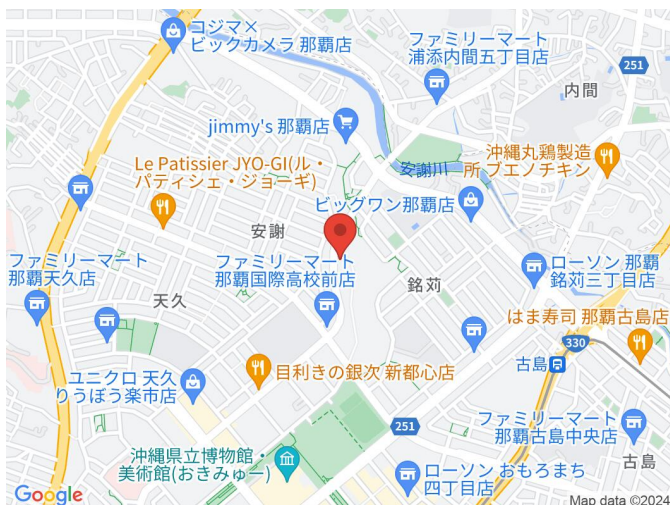 コジマ×
ビックカメラ 那覇店
ファミリーマート
浦添内間五丁目店
251
内間
jimmy's 那覇店
安謝川
沖縄丸鶏製造
所 ブエノチキン
Le Patissier JYO-GI(ル・
パティシェ・ジョーギ)
ビッグワン那覇店
安謝
ファミリーマート
那覇天久店
ファミリーマート
那覇国際高校前店
銘苅
ローソン 那覇
銘苅三丁目店
天久
はま寿司 那覇古島店
330
古島
目利きの銀次 新都心店
ユニクロ 天久
りうぼう楽市店
251
ファミリーマート
那覇古島中央店
沖縄県立博物館・
美術館(おきみゅー)
ローソン おもろまち
四丁目店
古島
Google
Map data ©2024